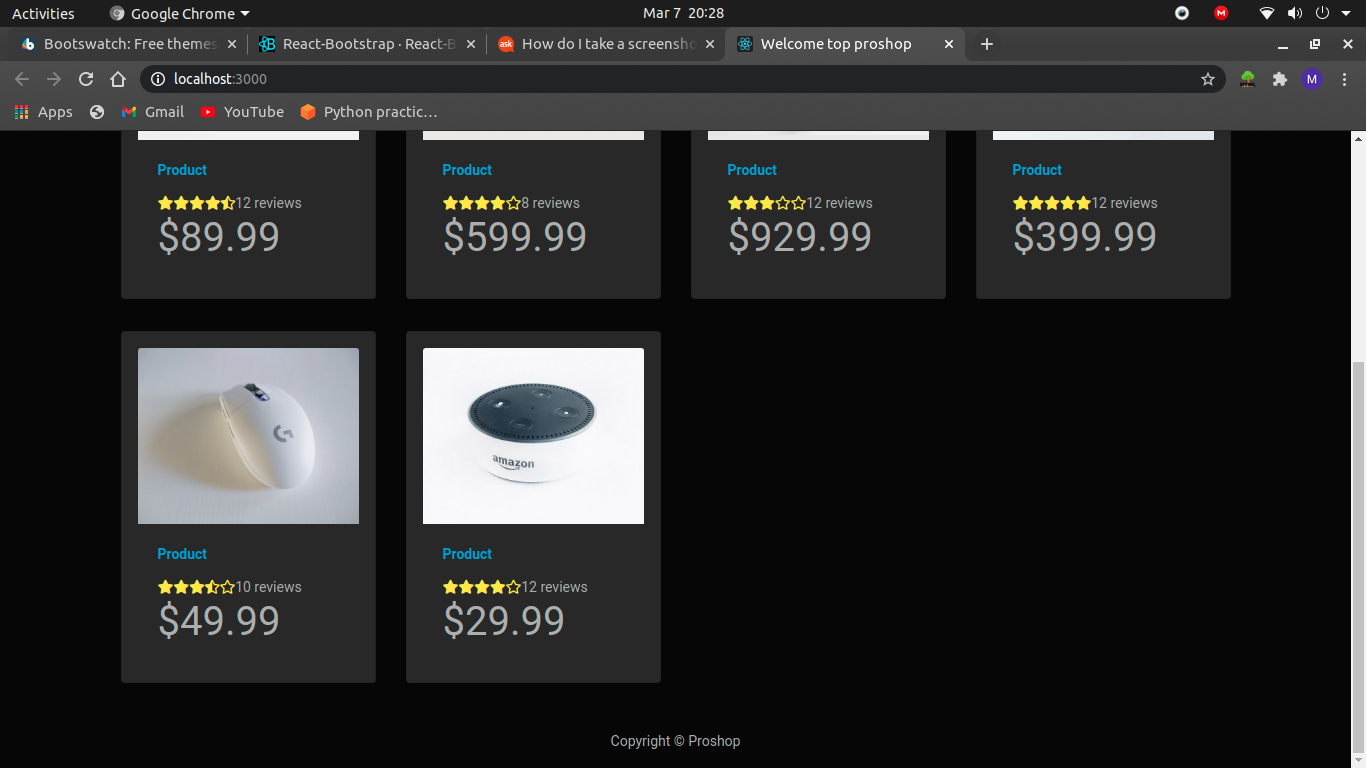 Activities Google Chrome Mar 7 20:28
Bootswatch: Free themes React-Bootstrap · React-B How do I take a screensho Welcome top proshop
localhost:3000 M
Apps Gmail YouTube Python practic...
Product Product Product Product
12 reviews 8 reviews 12 reviews 12 reviews
$89.99 $599.99 $929.99 $399.99
G
amazon
Product Product
10 reviews 12 reviews
$49.99 $29.99
Copyright © Proshop